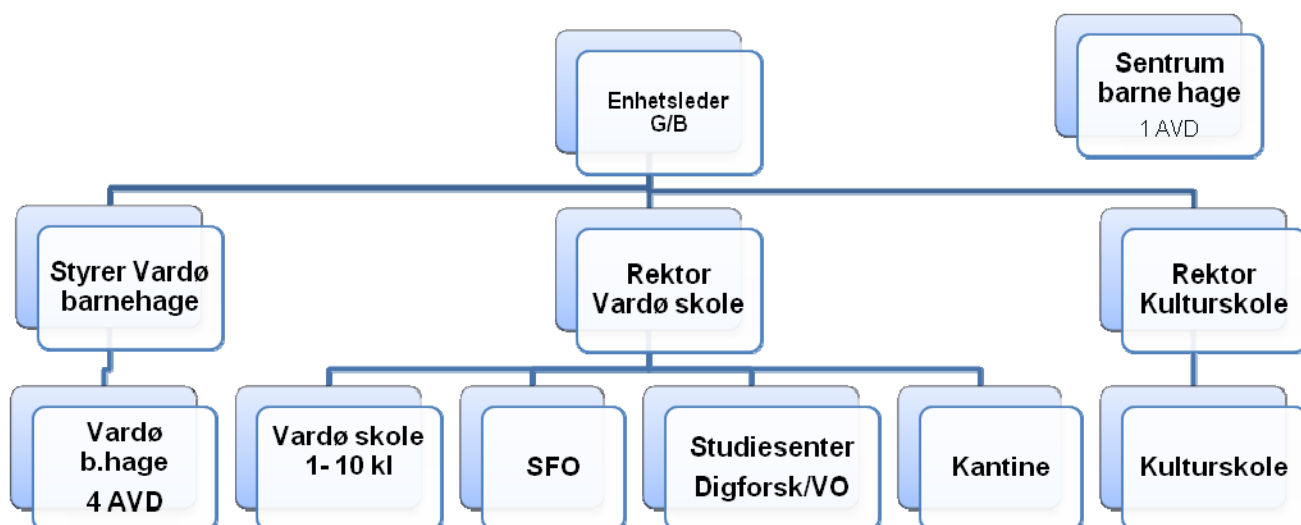 Enhetsleder
G/B
Sentrum
barne hage
1 AVD
Styrer Vardø
barnehage
Rektor
Vardø skole
Rektor
Kulturskole
Vardø
b.hage
4 AVD
Vardø skole
1- 10 kl
SFO
Studiesenter
Digforsk/VO
Kantine
Kulturskole